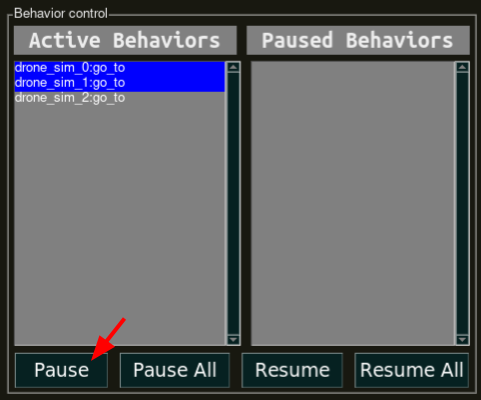 Behavior control
Active Behaviors
Paused Behaviors
drone_sim_0:go_to
drone_sim_1:go_to
drone_sim_2:go_to
Pause
Pause All
Resume
Resume All